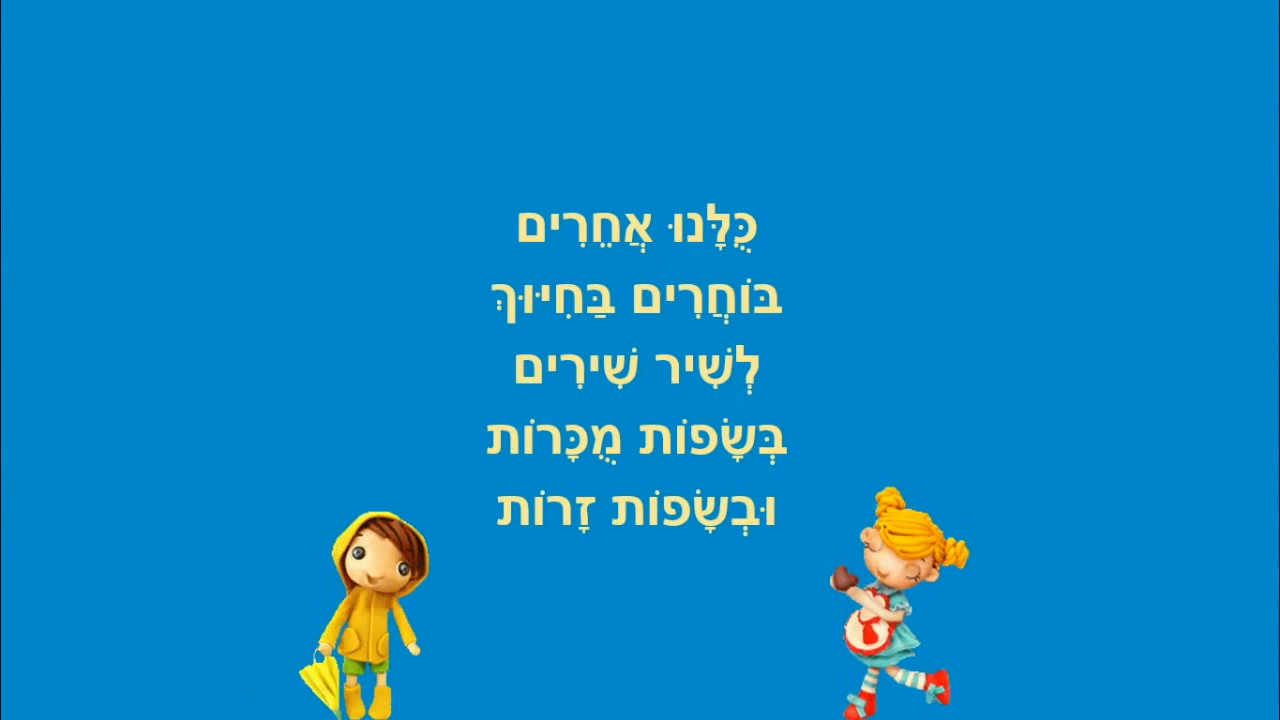 כֻּלָּנוּ אֲחֵרִים
בּוֹחֲרִים בַּחִיּוּךְ
לְשִׁיר שִׁירִים
בְּשָׂפוֹת מֻכָּרוֹת
וּבְשָׂפוֹת זָרוֹת